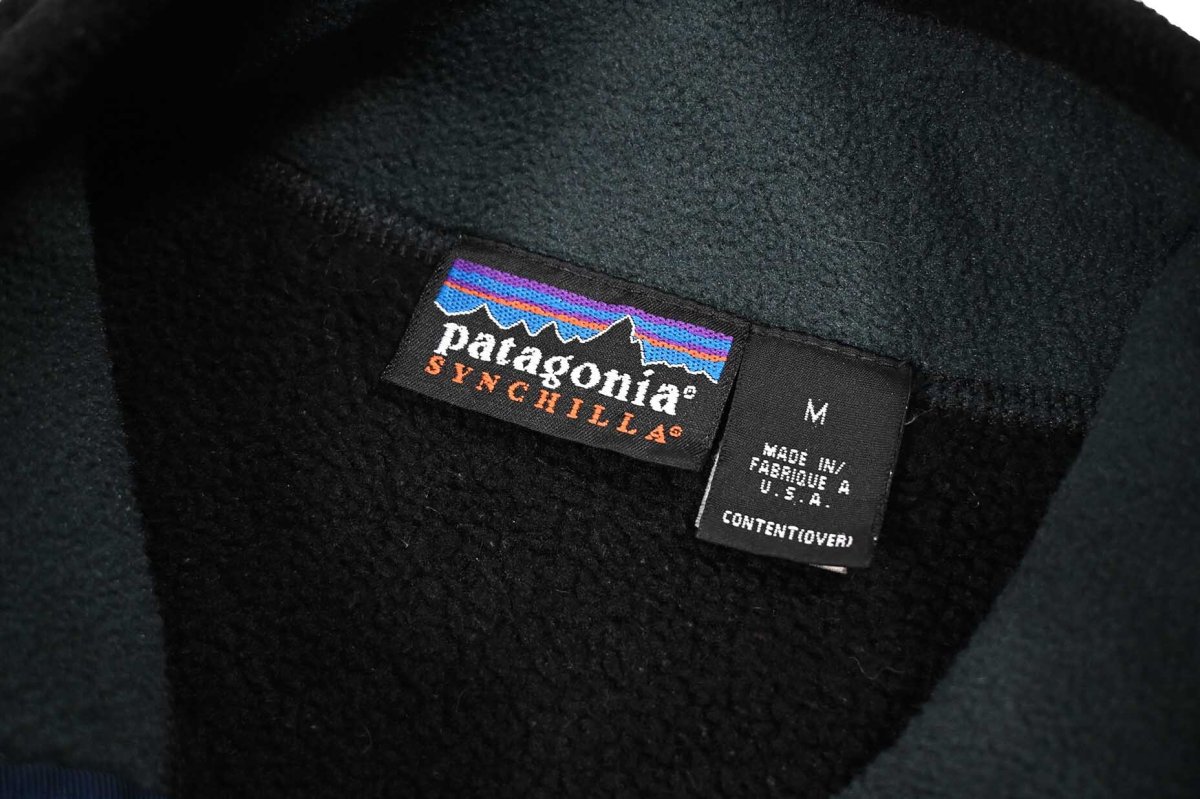 patagonia®
SYNCHILLA®
M
MADE IN/
FABRIQUE A
U.S.A.
CONTENT(OVER)